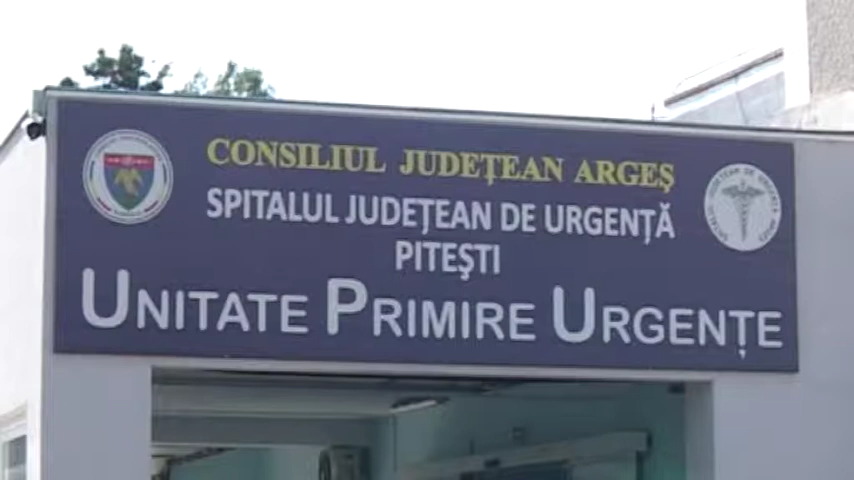 CONSILIUL JUDEȚEAN ARGEȘ
SPITALUL JUDEȚEAN DE URGENȚĂ
PITEȘTI
UNITATE PRIMIRE URGENȚE